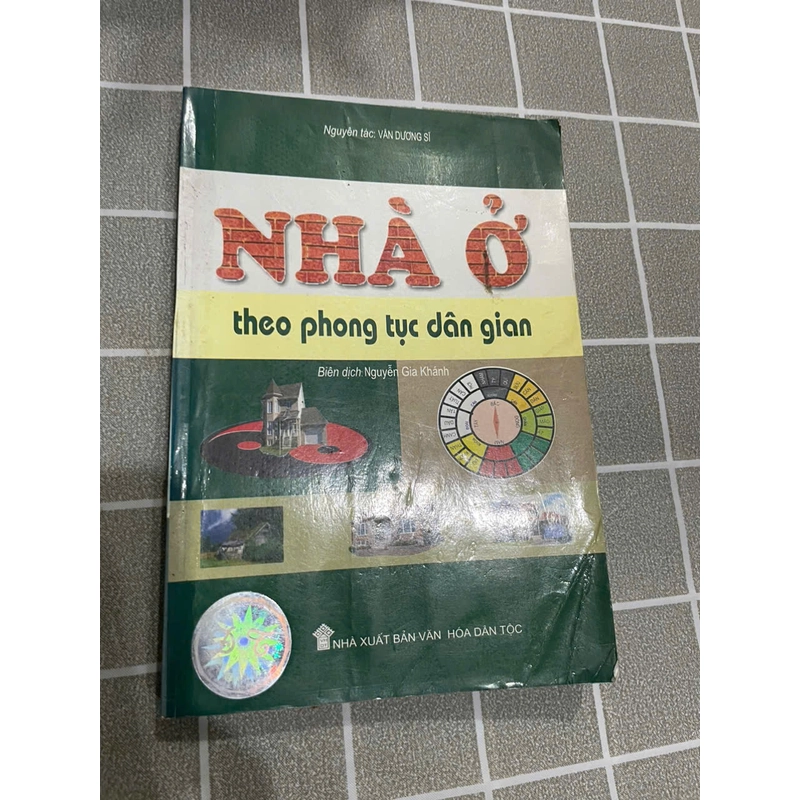 Nguyên tác: VĂN DƯƠNG SĨ
NHÀ Ở
theo phong tục dân gian
Biên dịch Nguyễn Gia Khánh
BẮC
NHÀ XUẤT BẢN VĂN HÓA DÂN TỘC